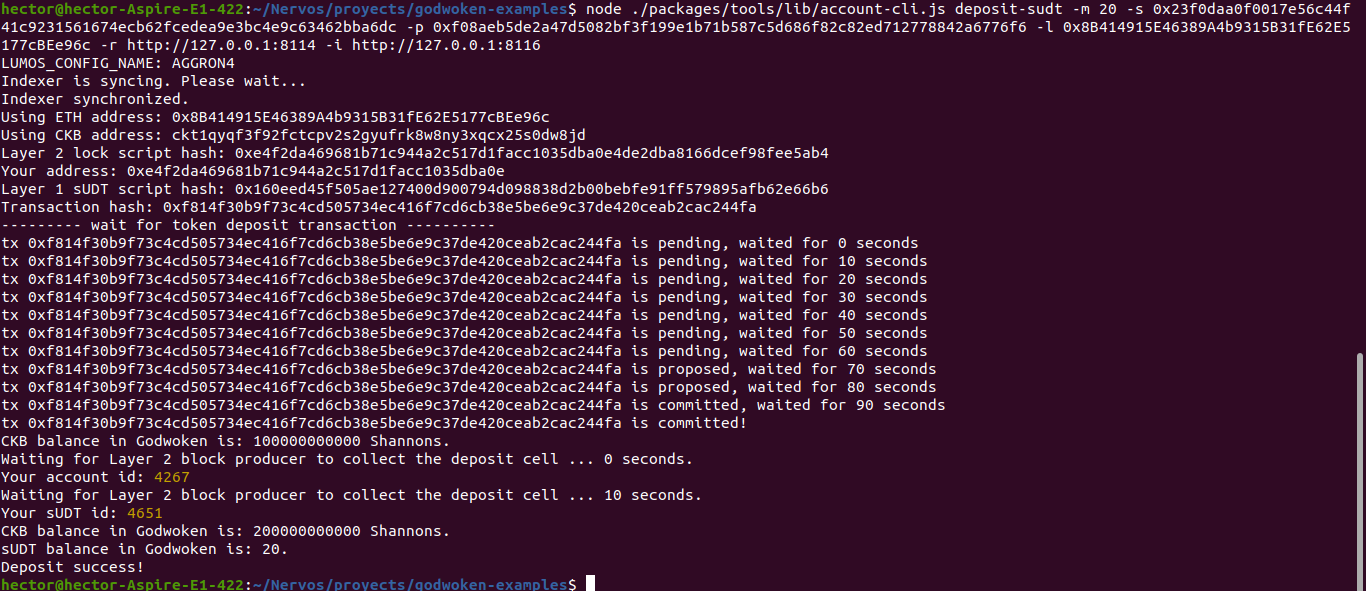 hector@hector-Aspire-E1-422:~/Nervos/proyects/godwoken-examples$ node ./packages/tools/lib/account-cli.js deposit-sudt -m 20 -s 0x23f0daa0f0017e56c44f
41c9231561674ecb62fcedea9e3bc4e9c63462bba6dc -p 0xf08aeb5de2a47d5082bf3f199e1b71b587c5d686f82c82ed712778842a6776f6 -l 0x8B414915E46389A4b9315B31fE62E5
177cBEe96c -r http://127.0.0.1:8114 -i http://127.0.0.1:8116
LUMOS_CONFIG_NAME: AGGRON4
Indexer is syncing. Please wait...
Indexer synchronized.
Using ETH address: 0x8B414915E46389A4b9315B31fE62E5177cBEe96c
Using CKB address: ckt1qyqf3f92fctcpv2s2gyufrk8w8ny3xqcx25s0dw8jd
Layer 2 lock script hash: 0xe4f2da469681b71c944a2c517d1facc1035dba0e4de2dba8166dcef98fee5ab4
Your address: 0xe4f2da469681b71c944a2c517d1facc1035dba0e
Layer 1 sUDT script hash: 0x160eed45f505ae127400d900794d098838d2b00bebfe91ff579895afb62e66b6
Transaction hash: 0xf814f30b9f73c4cd505734ec416f7cd6cb38e5be6e9c37de420ceab2cac244fa
--------- wait for token deposit transaction ----------
tx 0xf814f30b9f73c4cd505734ec416f7cd6cb38e5be6e9c37de420ceab2cac244fa is pending, waited for 0 seconds
tx 0xf814f30b9f73c4cd505734ec416f7cd6cb38e5be6e9c37de420ceab2cac244fa is pending, waited for 10 seconds
tx 0xf814f30b9f73c4cd505734ec416f7cd6cb38e5be6e9c37de420ceab2cac244fa is pending, waited for 20 seconds
tx 0xf814f30b9f73c4cd505734ec416f7cd6cb38e5be6e9c37de420ceab2cac244fa is pending, waited for 30 seconds
tx 0xf814f30b9f73c4cd505734ec416f7cd6cb38e5be6e9c37de420ceab2cac244fa is pending, waited for 40 seconds
tx 0xf814f30b9f73c4cd505734ec416f7cd6cb38e5be6e9c37de420ceab2cac244fa is pending, waited for 50 seconds
tx 0xf814f30b9f73c4cd505734ec416f7cd6cb38e5be6e9c37de420ceab2cac244fa is pending, waited for 60 seconds
tx 0xf814f30b9f73c4cd505734ec416f7cd6cb38e5be6e9c37de420ceab2cac244fa is proposed, waited for 70 seconds
tx 0xf814f30b9f73c4cd505734ec416f7cd6cb38e5be6e9c37de420ceab2cac244fa is proposed, waited for 80 seconds
tx 0xf814f30b9f73c4cd505734ec416f7cd6cb38e5be6e9c37de420ceab2cac244fa is committed, waited for 90 seconds
tx 0xf814f30b9f73c4cd505734ec416f7cd6cb38e5be6e9c37de420ceab2cac244fa is committed!
CKB balance in Godwoken is: 100000000000 Shannons.
Waiting for Layer 2 block producer to collect the deposit cell ... 0 seconds.
Your account id: 4267
Waiting for Layer 2 block producer to collect the deposit cell ... 10 seconds.
Your sUDT id: 4651
CKB balance in Godwoken is: 200000000000 Shannons.
sUDT balance in Godwoken is: 20.
Deposit success!
hector@hector-Aspire-E1-422:~/Nervos/proyects/godwoken-examples$